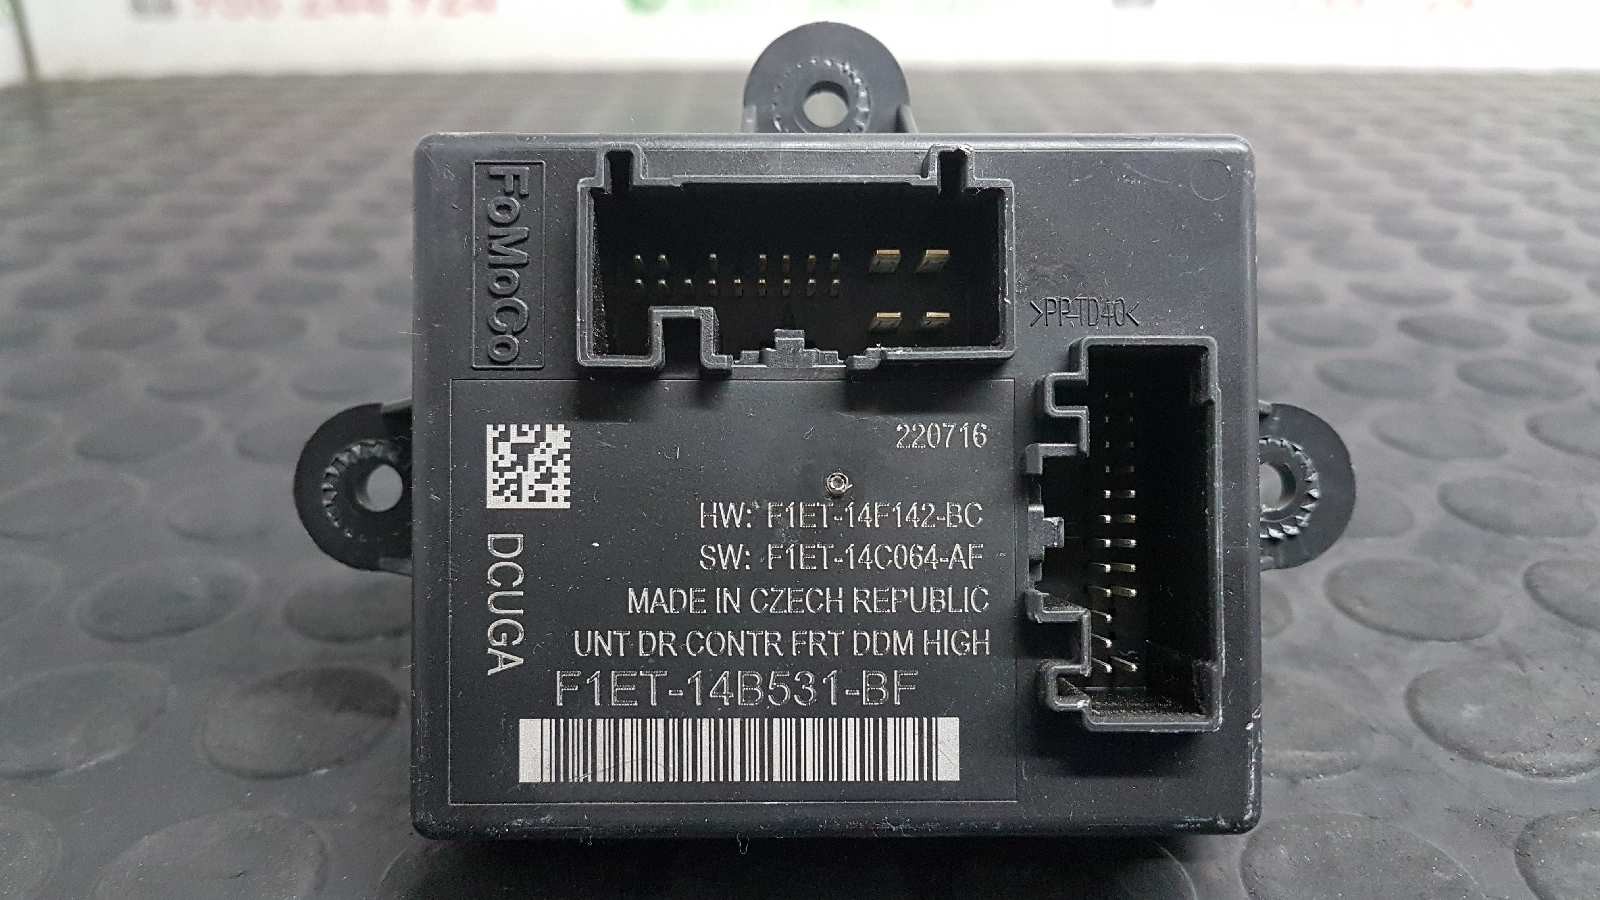 FoMoCo
>PP-TD40<
220716
HW: F1ET-14F142-BC
SW: F1ET-14C064-AF
MADE IN CZECH REPUBLIC
UNT DR CONTR FRT DDM HIGH
DCUGA
F1ET-14B531-BF